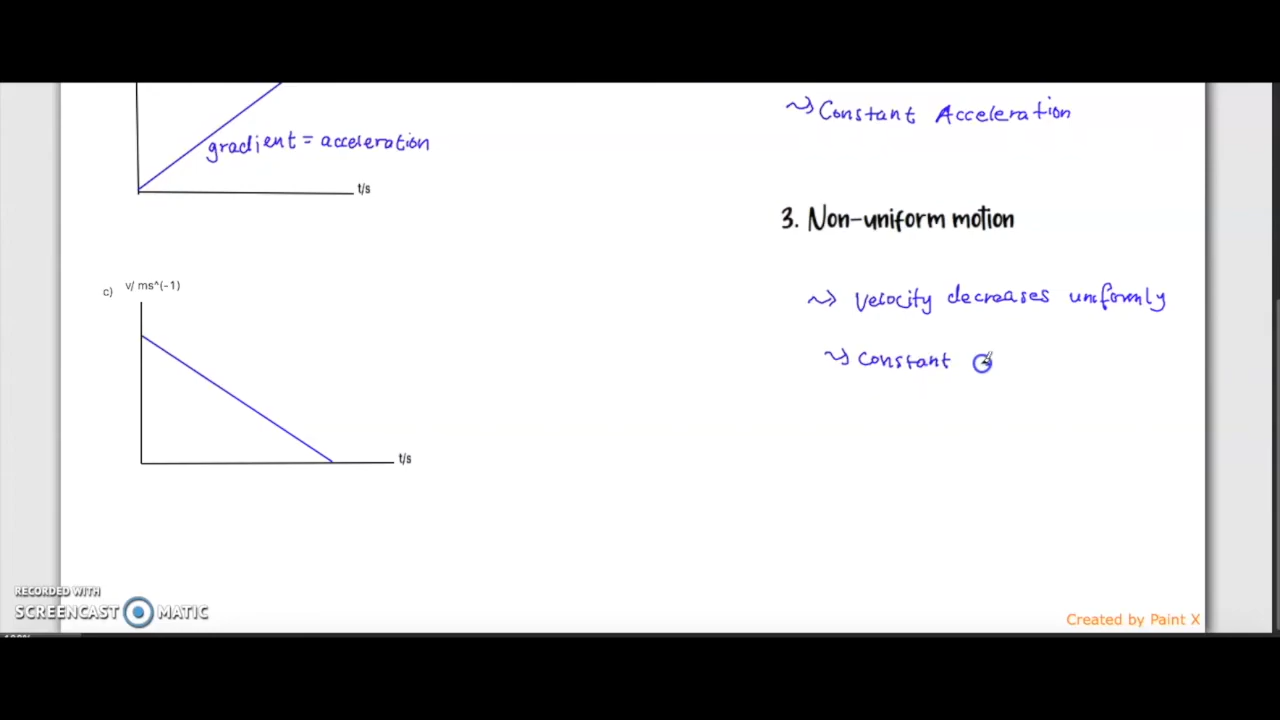 gradient = acceleration
t/s
c) v/ ms^(-1)
t/s
~> Constant Acceleration
3. Non-uniform motion
~> Velocity decreases uniformly
~> Constant
RECORDED WITH
SCREENCAST MATIC
Created by Paint X